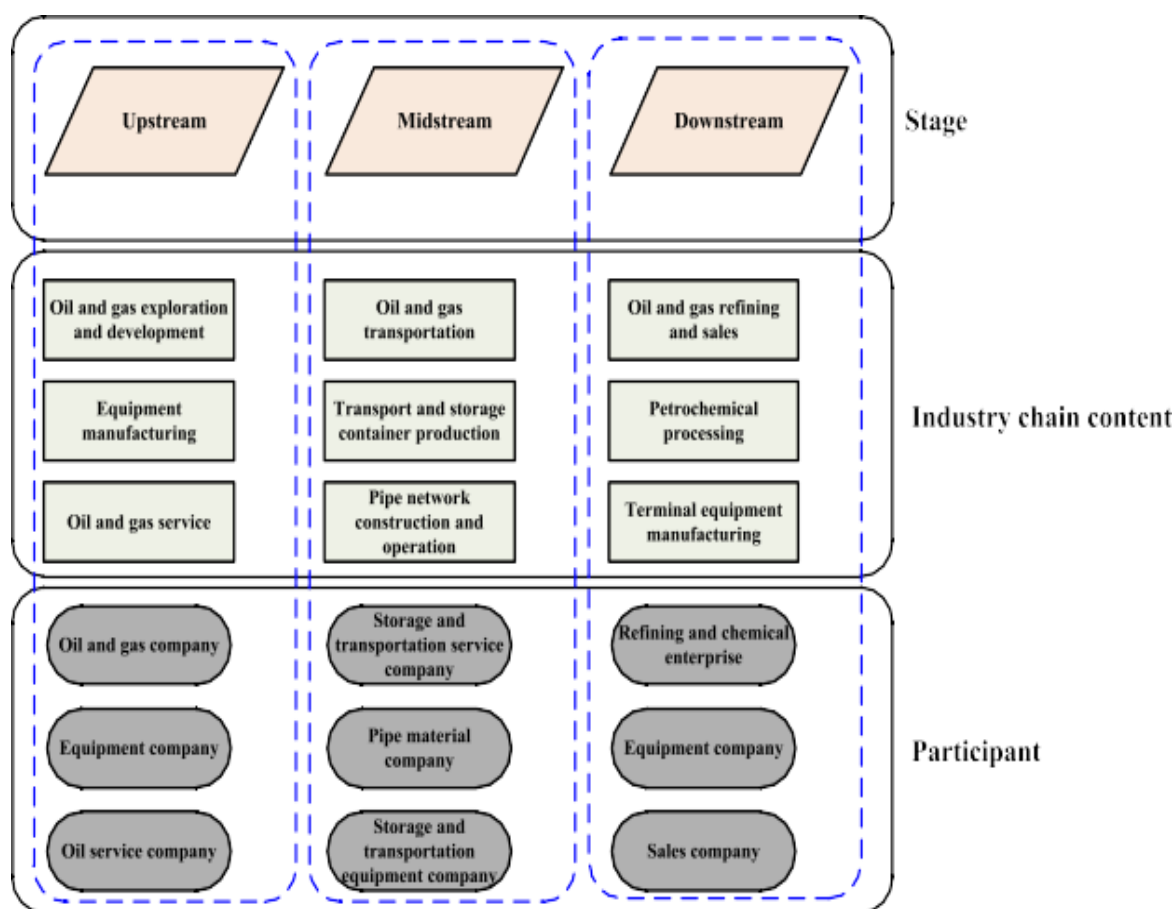 Upstream
Midstream
Downstream
Stage
Oil and gas exploration
and development
Oil and gas
transportation
Oil and gas refining
and sales
Equipment
manufacturing
Transport and storage
container production
Petrochemical
processing
Industry chain content
Oil and gas service
Pipe network
construction and
operation
Terminal equipment
manufacturing
Oil and gas company
Storage and
transportation service
company
Refining and chemical
enterprise
Equipment company
Pipe material
company
Equipment company
Participant
Oil service company
Storage and
transportation
equipment company
Sales company